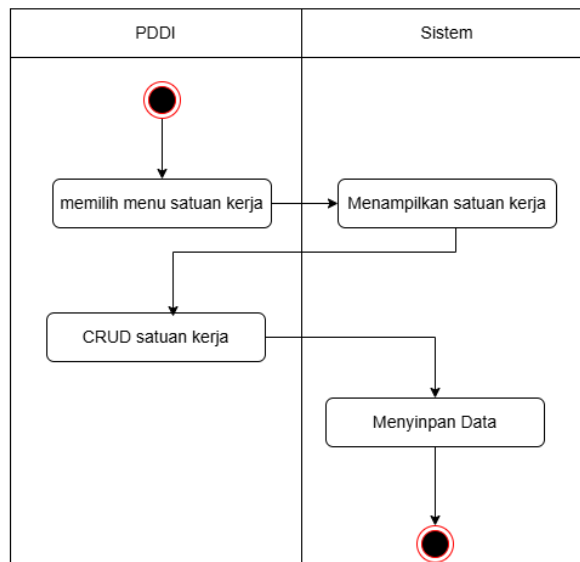 PDDI
Sistem
memilih menu satuan kerja
Menampilkan satuan kerja
CRUD satuan kerja
Menyinpan Data